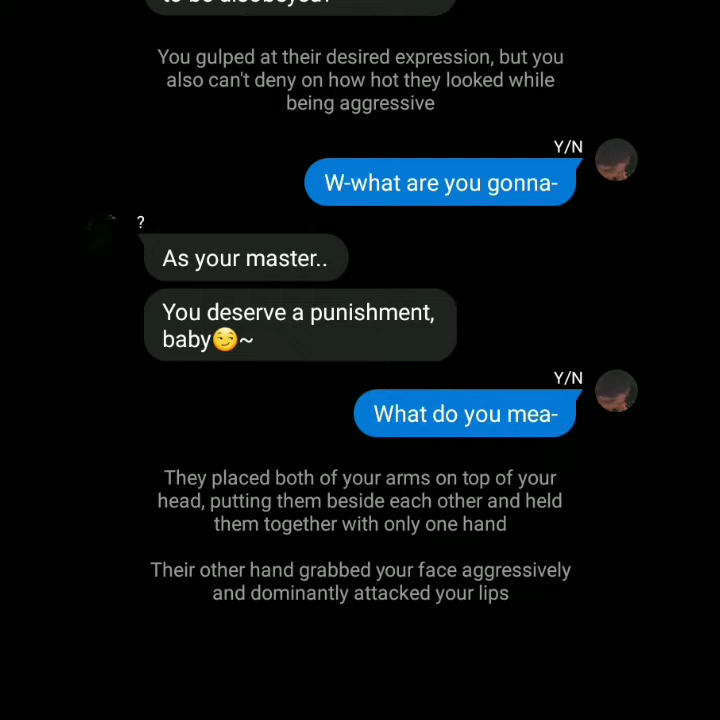 You gulped at their desired expression, but you
also can't deny on how hot they looked while
being aggressive
Y/N
W-what are you gonna-
?
As your master..
You deserve a punishment,
baby😏~
Y/N
What do you mea-
They placed both of your arms on top of your
head, putting them beside each other and held
them together with only one hand
Their other hand grabbed your face aggressively
and dominantly attacked your lips